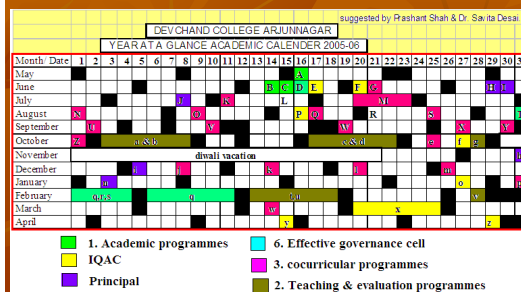 suggested by Prashant Shah & Dr. Savita Desai.
DEVCHAND COLLEGE ARJUNNAGAR
YEAR AT A GLANCE ACADEMIC CALENDER 2005-06
Month/ Date 1 2 3 4 5 6 7 8 9 10 11 12 13 14 15 16 17 18 19 20 21 22 23 24 25 26 27 28 29 30
May A
June B C D E F G H I
July J K L M
August N O P Q R S
September U V W X Y
October Z a & b c & d e f g
November diwali vacation h
December i j k l m
January n o p
February q,r,s q t,u v
March w x
April y z
1. Academic programmes
6. Effective governance cell
IQAC
3. cocurricular programmes
Principal
2. Teaching & evaluation programmes